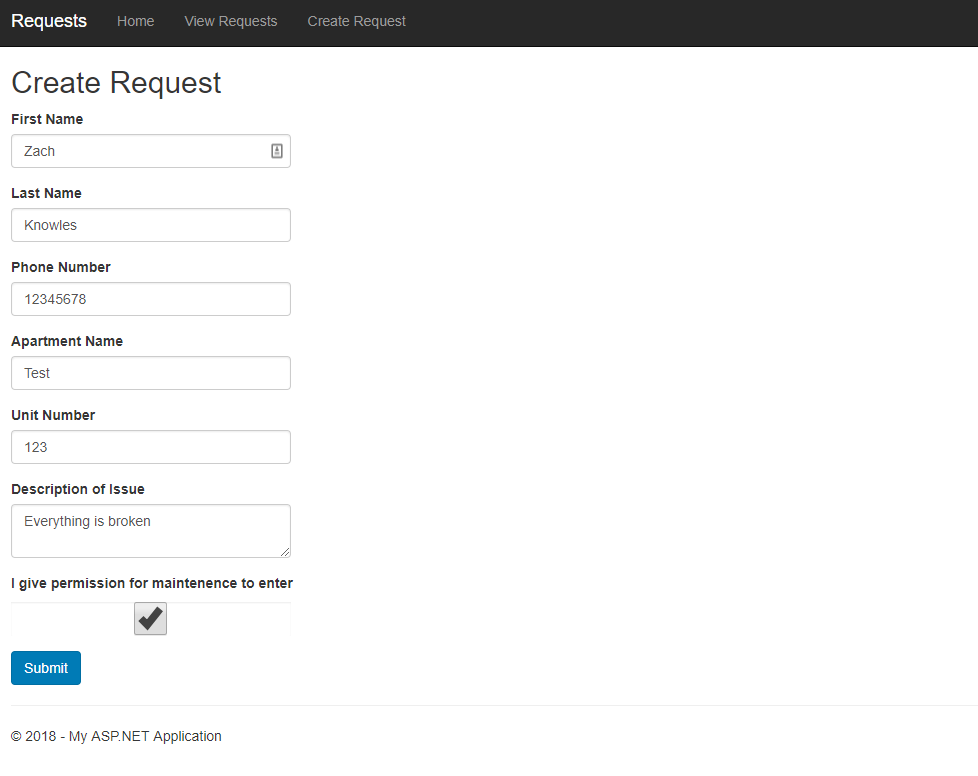 Requests Home View Requests Create Request
Create Request
First Name
Zach
Last Name
Knowles
Phone Number
12345678
Apartment Name
Test
Unit Number
123
Description of Issue
Everything is broken
I give permission for maintenence to enter
Submit
© 2018 - My ASP.NET Application